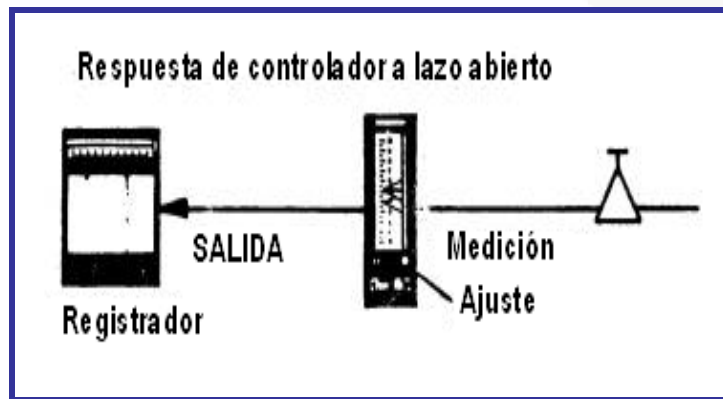 Respuesta de controlador a lazo abierto
SALIDA
Medición
Ajuste
Registrador